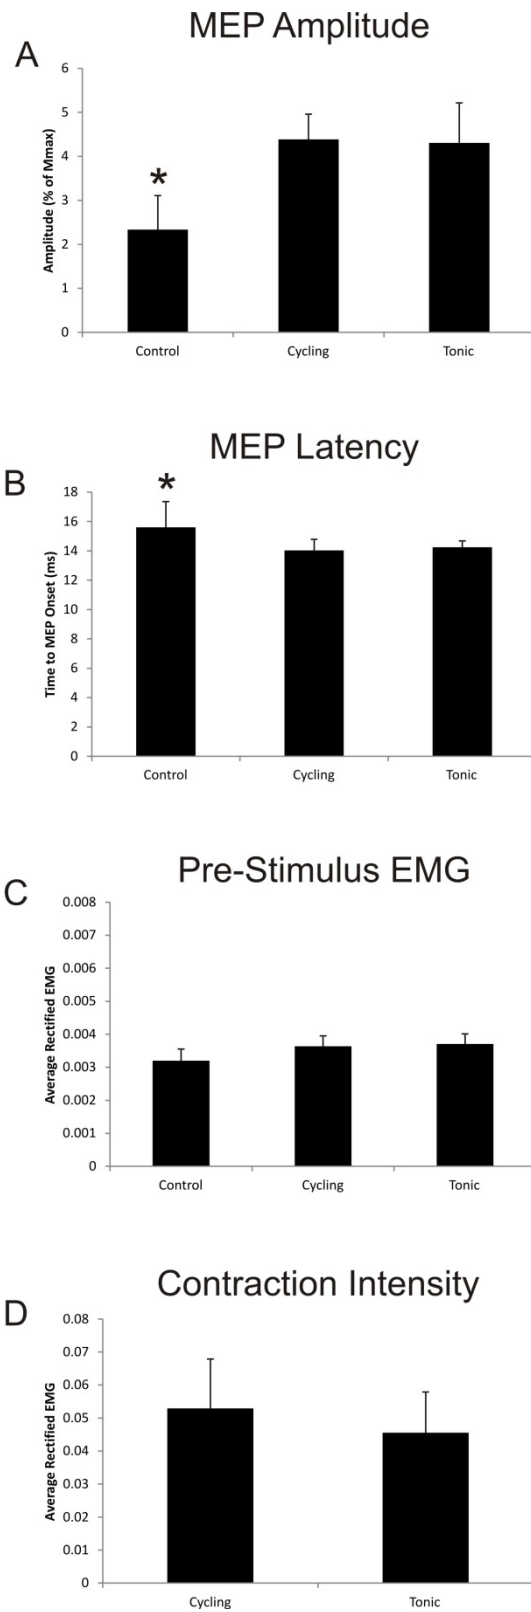 MEP Amplitude
A
6
5
4
3
2
1
0
Amplitude (% of Mmax)
*
Control Cycling Tonic
MEP Latency
B
18
16
14
12
10
8
6
4
2
0
Time to MEP Onset (ms)
*
Control Cycling Tonic
Pre-Stimulus EMG
C
0.008
0.007
0.006
0.005
0.004
0.003
0.002
0.001
0
Average Rectified EMG
Control Cycling Tonic
Contraction Intensity
D
0.08
0.07
0.06
0.05
0.04
0.03
0.02
0.01
0
Average Rectified EMG
Cycling Tonic